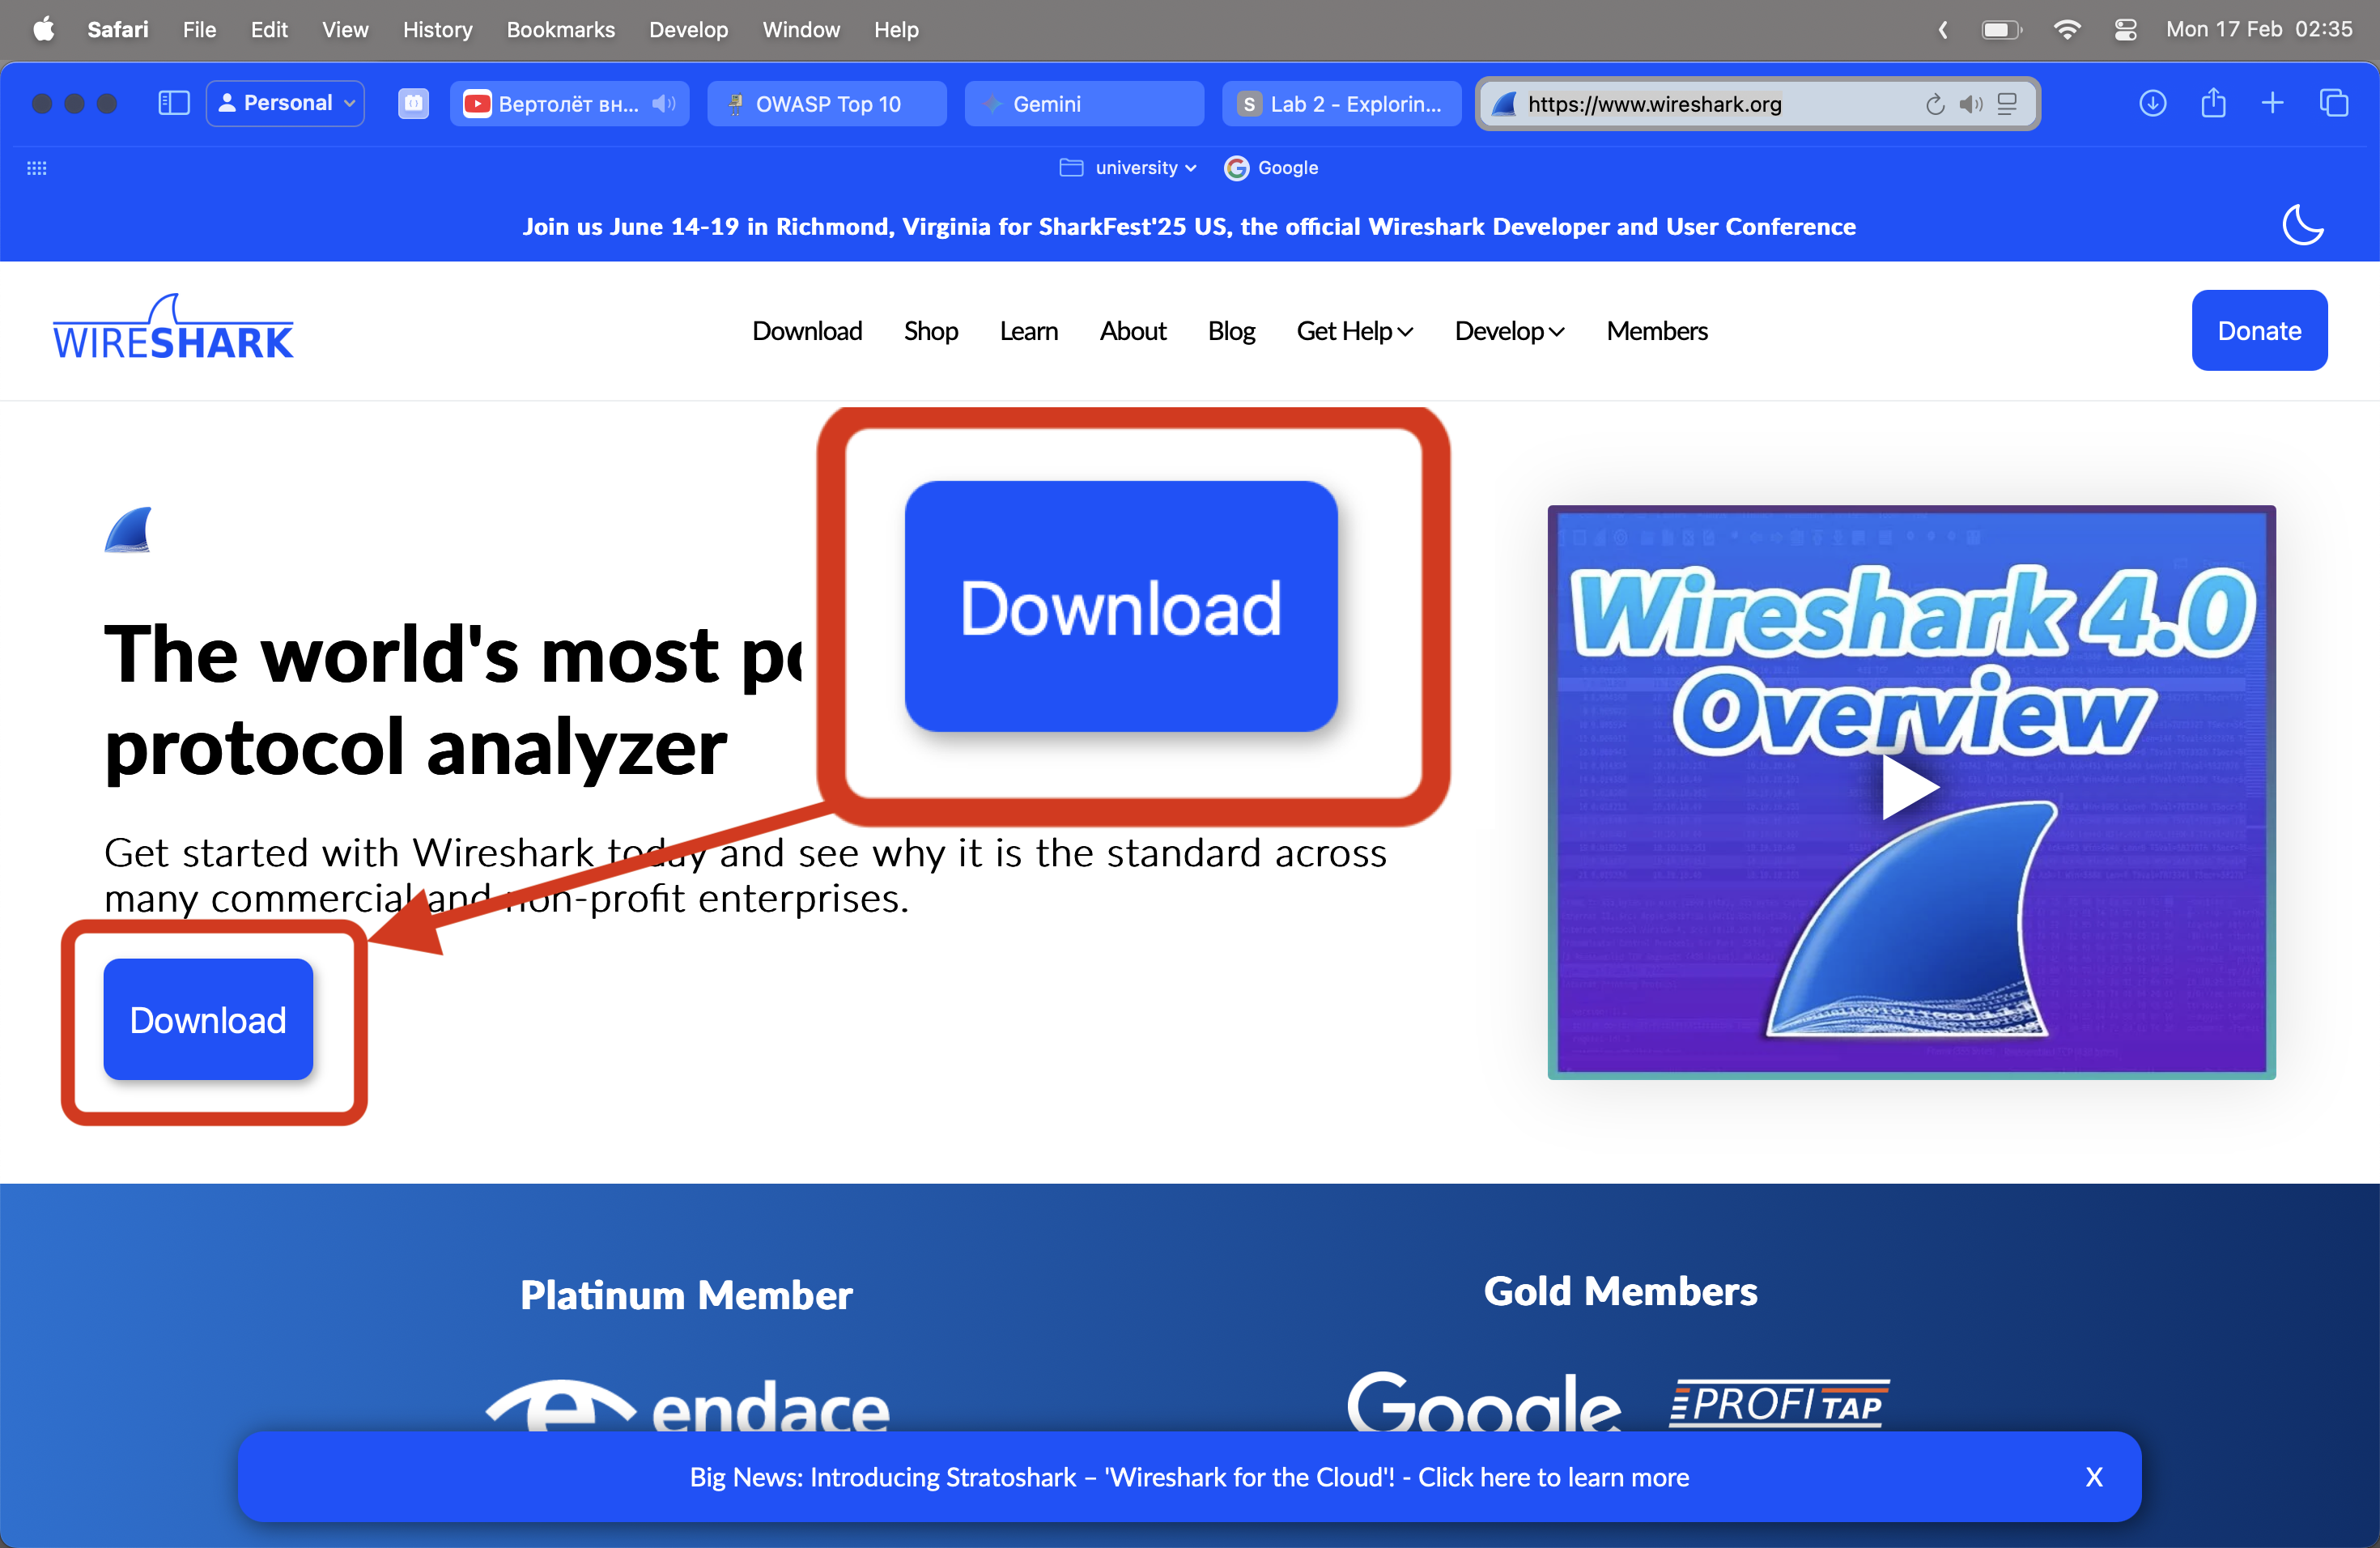 Safari File Edit View History Bookmarks Develop Window Help Mon 17 Feb 02:35
Personal Вертолёт вн... OWASP Top 10 Gemini S Lab 2 - Explorin... https://www.wireshark.org
university Google
Join us June 14-19 in Richmond, Virginia for SharkFest'25 US, the official Wireshark Developer and User Conference
WIRESHARK Download Shop Learn About Blog Get Help Develop Members Donate
Download
The world's most
protocol analyzer
Get started with Wireshark today and see why it is the standard across
many commercial and non-profit enterprises.
Download
Wireshark 4.0
Overview
Platinum Member
endace
Gold Members
Google PROFITAP
Big News: Introducing Stratoshark – 'Wireshark for the Cloud'! - Click here to learn more X